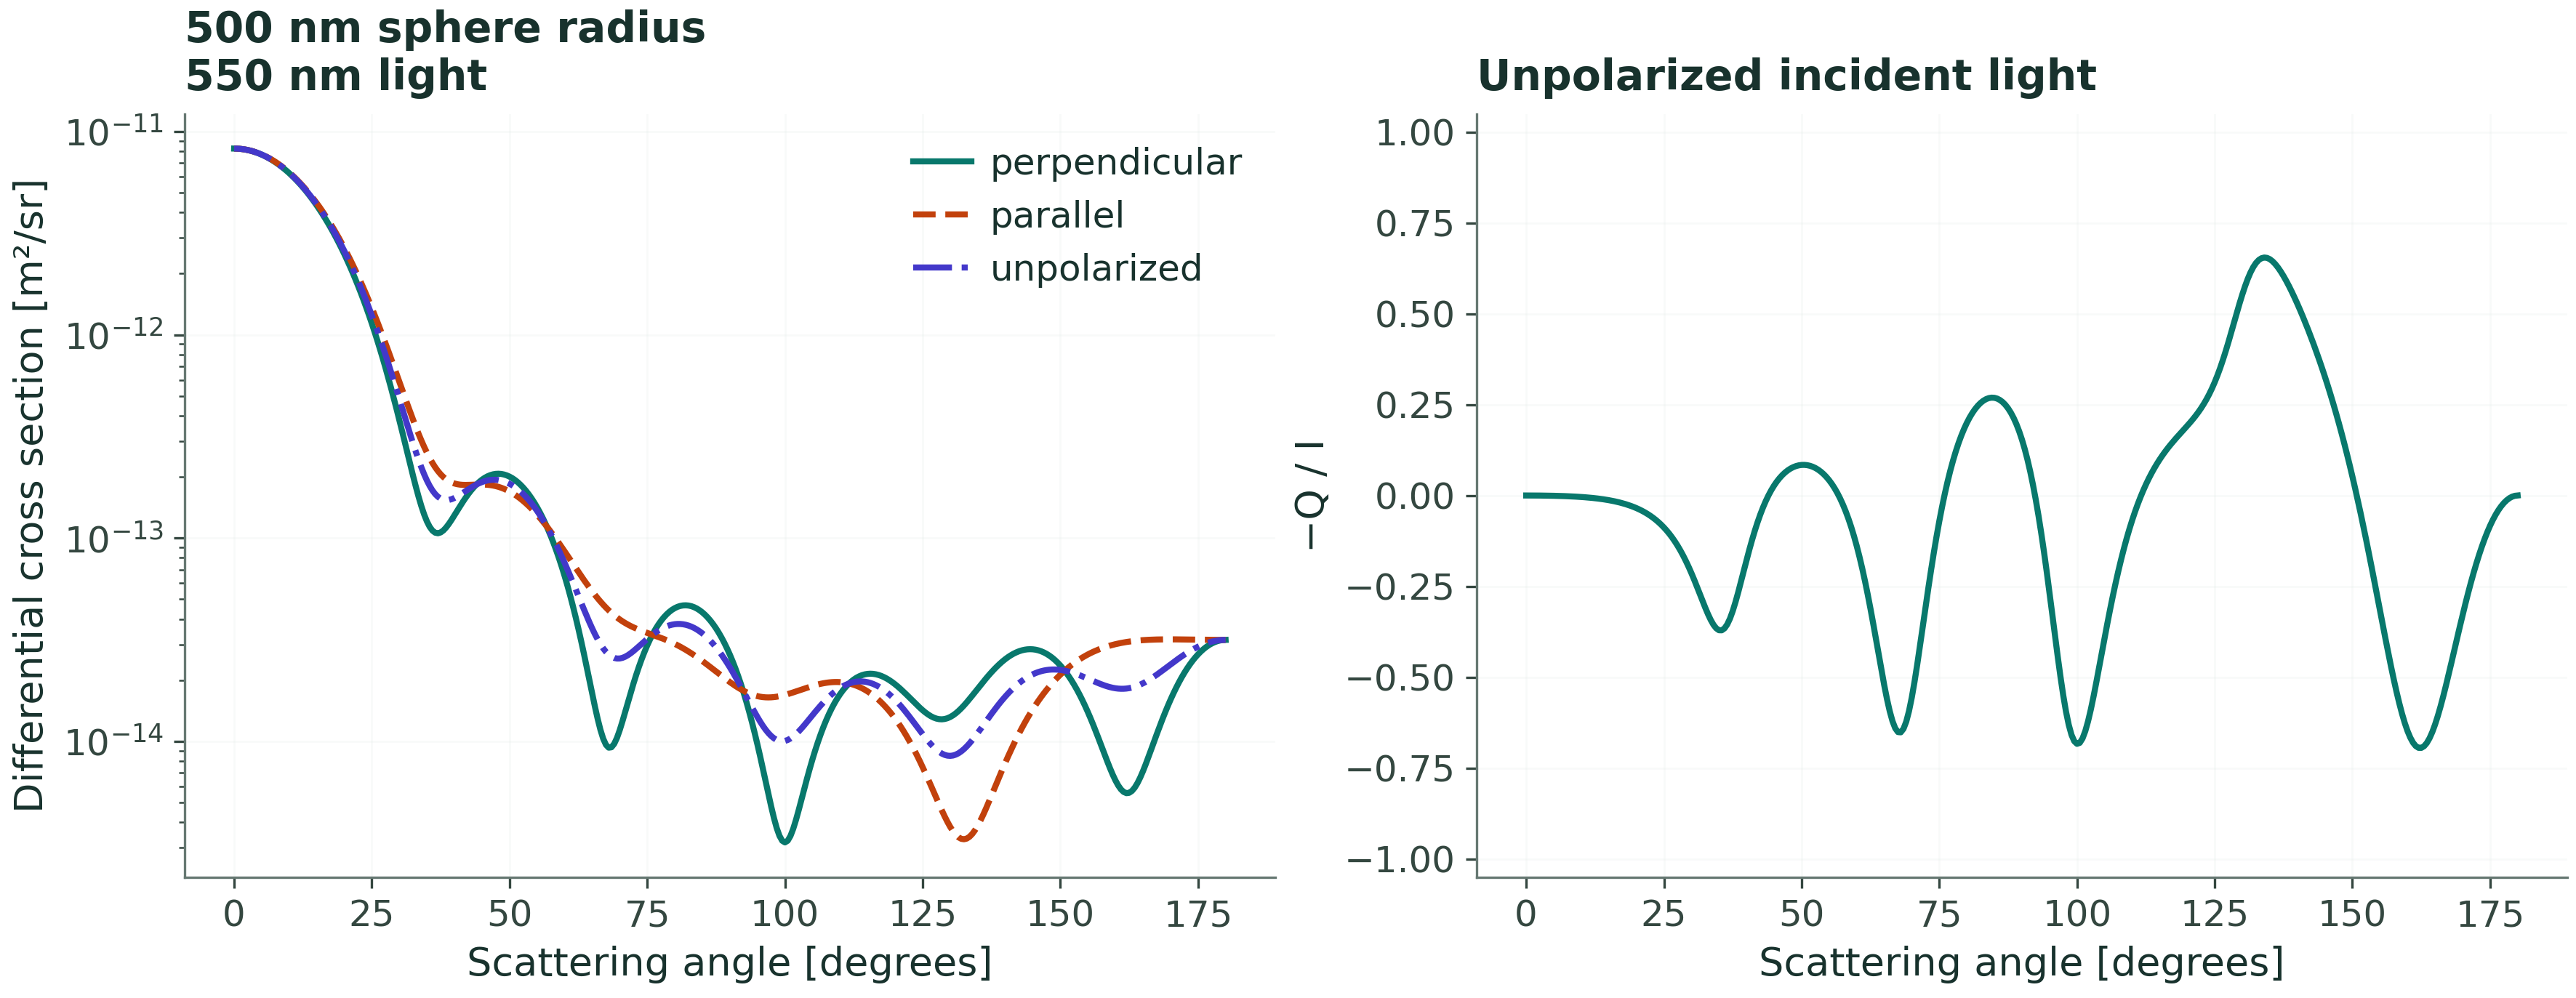 500 nm sphere radius
550 nm light
Differential cross section [m²/sr]
10⁻¹¹
10⁻¹²
10⁻¹³
10⁻¹⁴
perpendicular
parallel
unpolarized
0 25 50 75 100 125 150 175
Scattering angle [degrees]
Unpolarized incident light
−Q / I
1.00
0.75
0.50
0.25
0.00
−0.25
−0.50
−0.75
−1.00
0 25 50 75 100 125 150 175
Scattering angle [degrees]